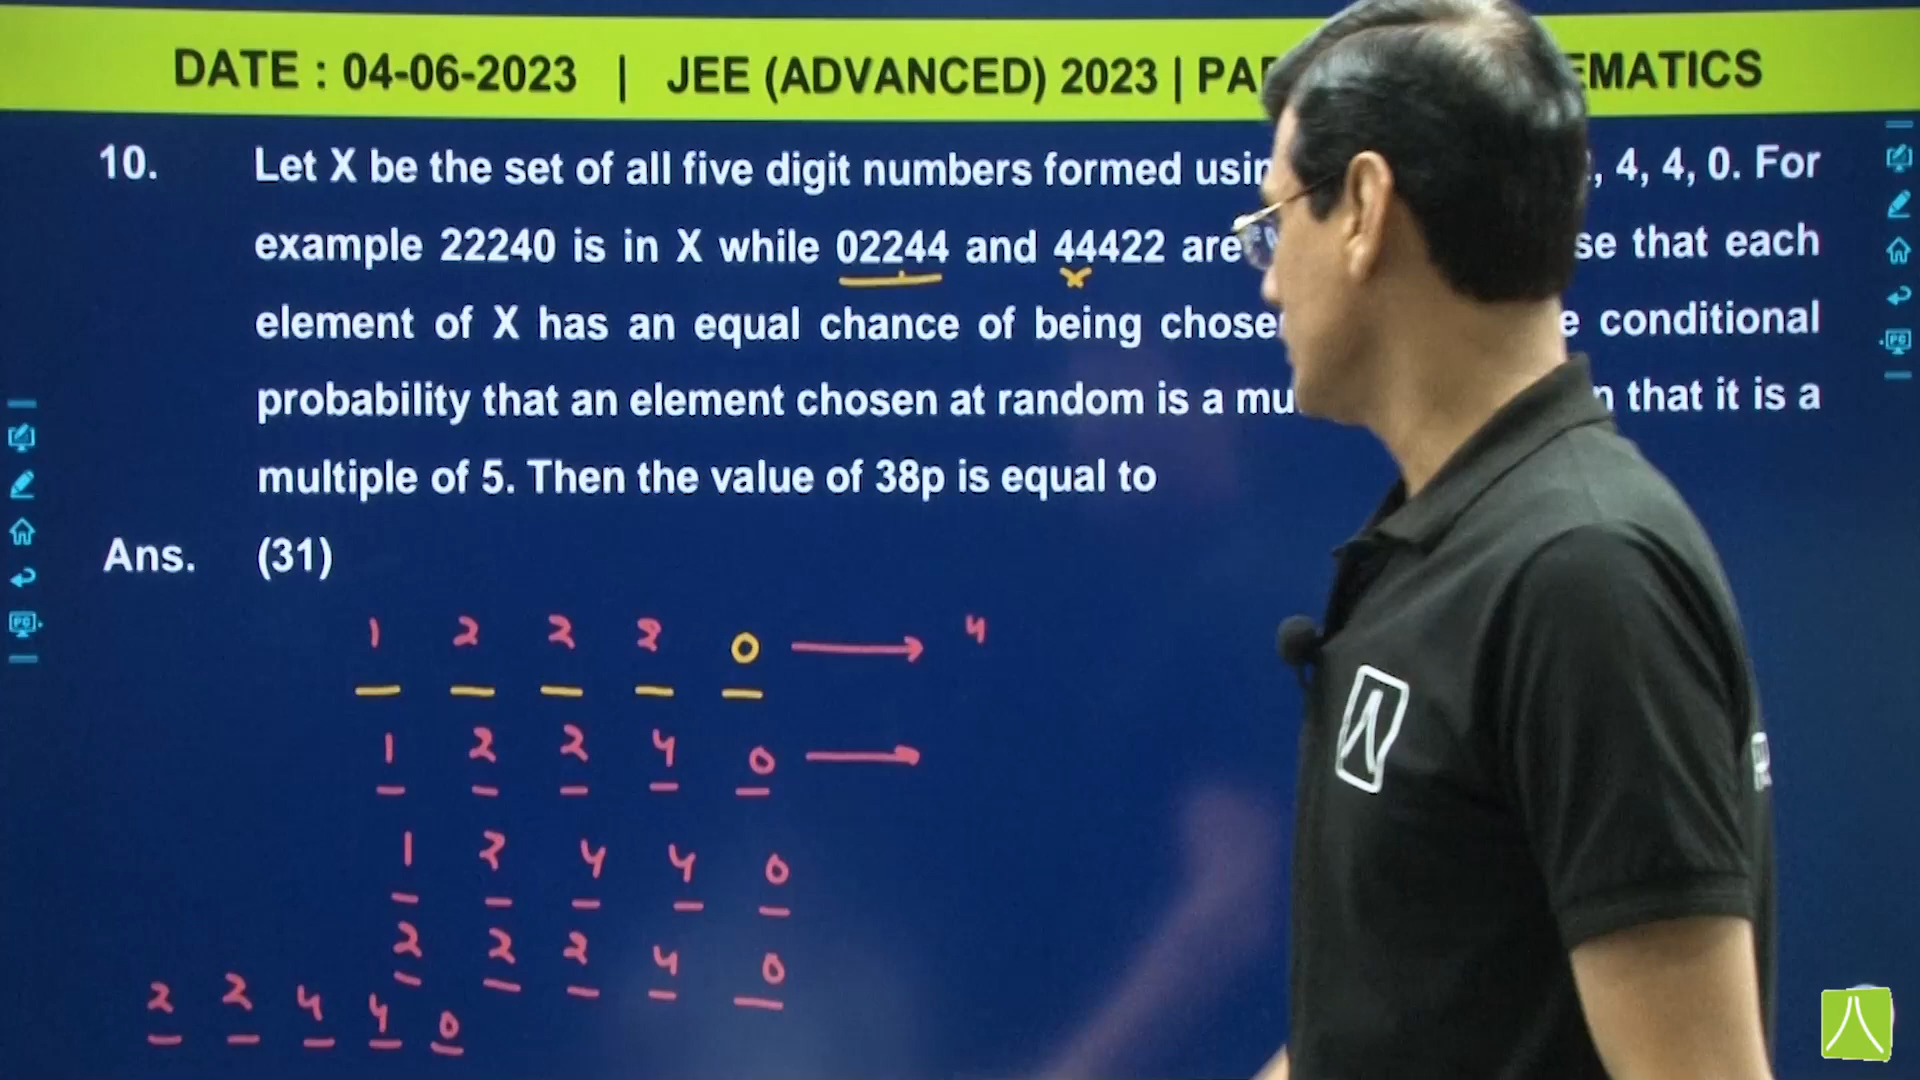 DATE : 04-06-2023 | JEE (ADVANCED) 2023 | PA EMATICS
10. Let X be the set of all five digit numbers formed usin , 4, 4, 0. For
example 22240 is in X while 02244 and 44422 are se that each
element of X has an equal chance of being chose e conditional
probability that an element chosen at random is a mu n that it is a
multiple of 5. Then the value of 38p is equal to
Ans. (31)
1 2 2 2 0 → 4
1 2 2 4 0 →
1 2 4 4 0
2 2 2 4 0
2 2 4 4 0